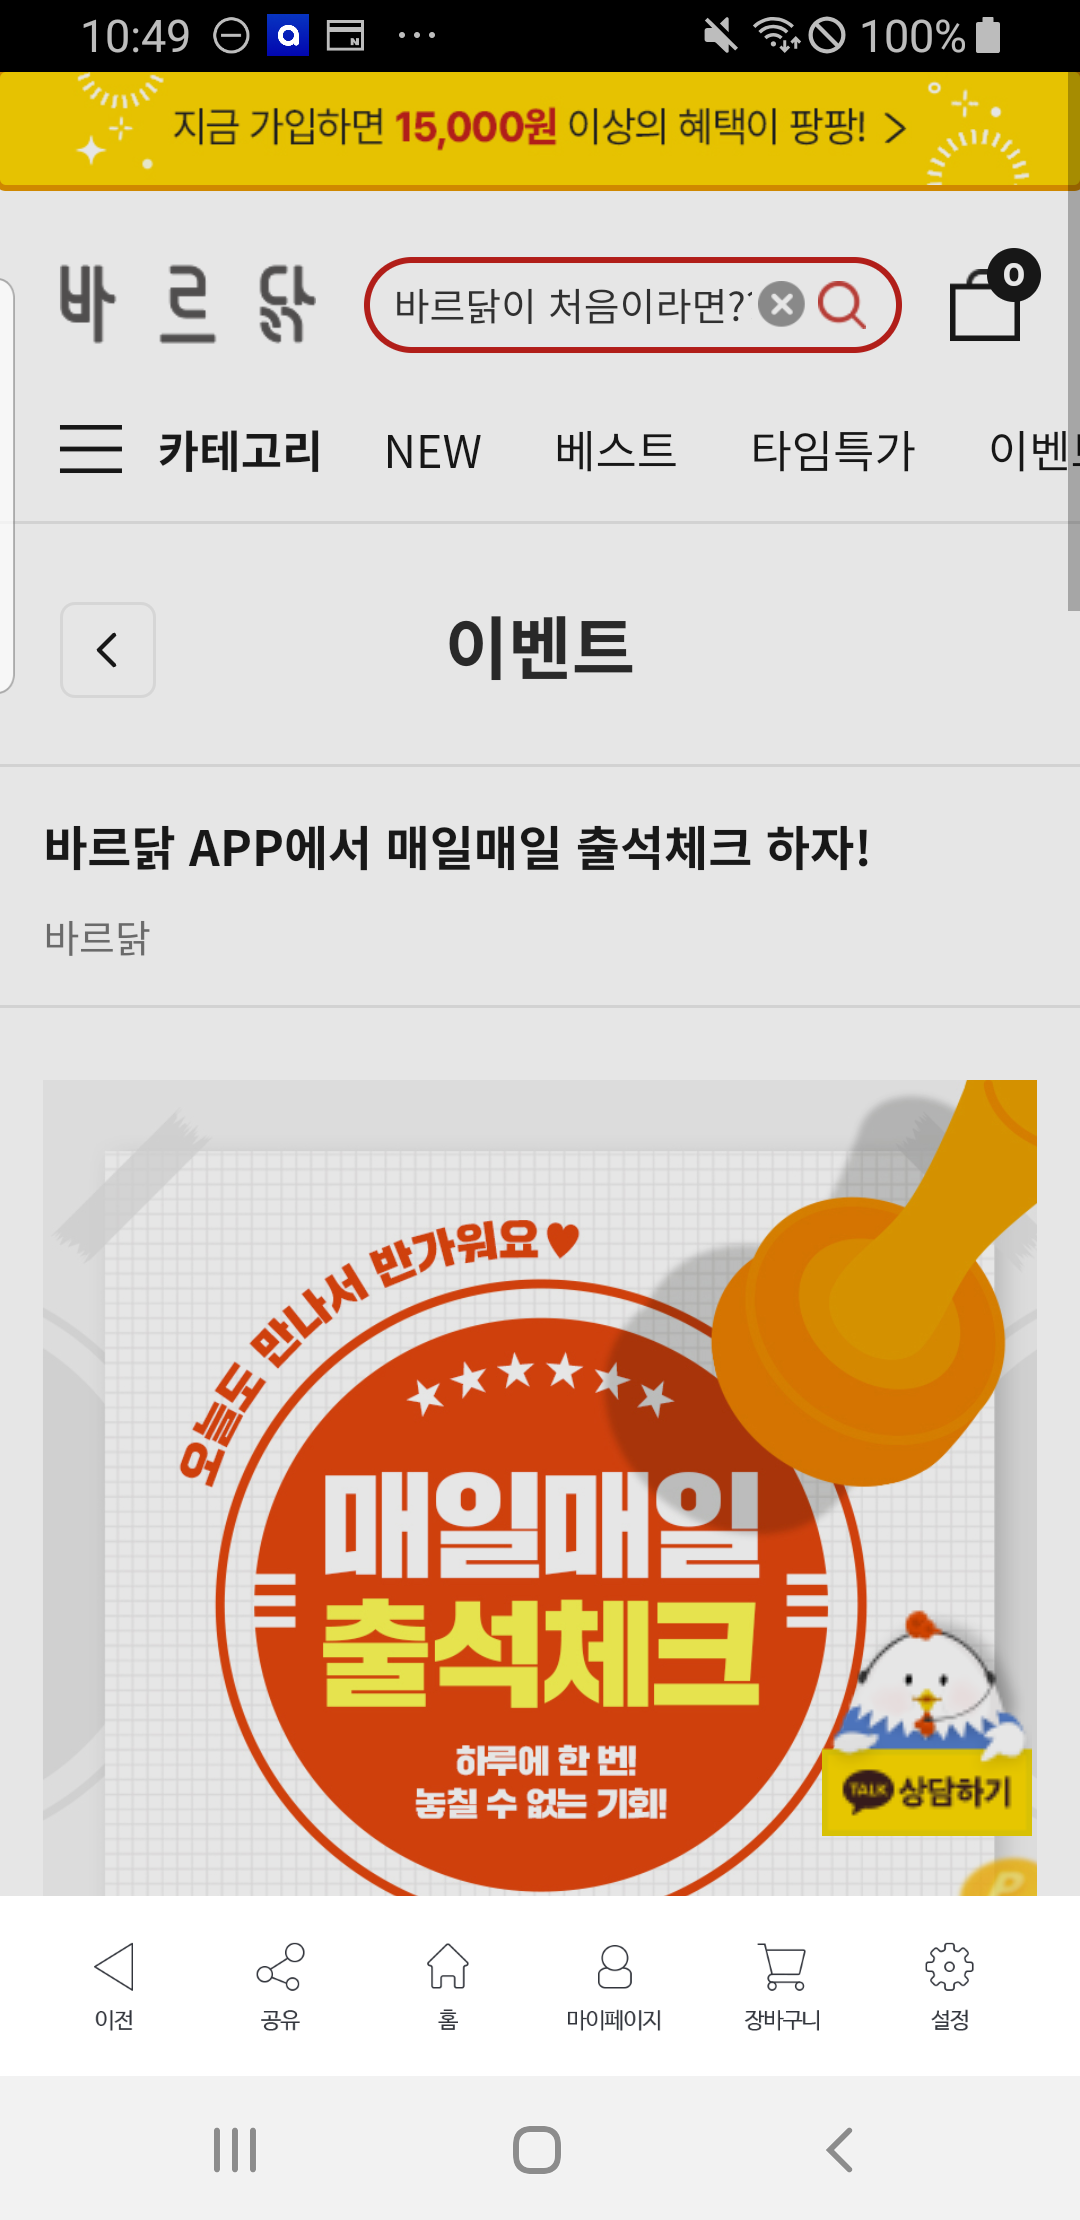 10:49
100%
지금 가입하면 15,000원 이상의 혜택이 팡팡! >
바르닭
바르닭이 처음이라면?
0
카테고리 NEW 베스트 타임특가 이벤
이벤트
바르닭 APP에서 매일매일 출석체크 하자!
바르닭
오늘도 만나서 반가워요♥
매일매일
출석체크
하루에 한 번!
놓칠 수 없는 기회!
TALK 상담하기
P
이전 공유 홈 마이페이지 장바구니 설정